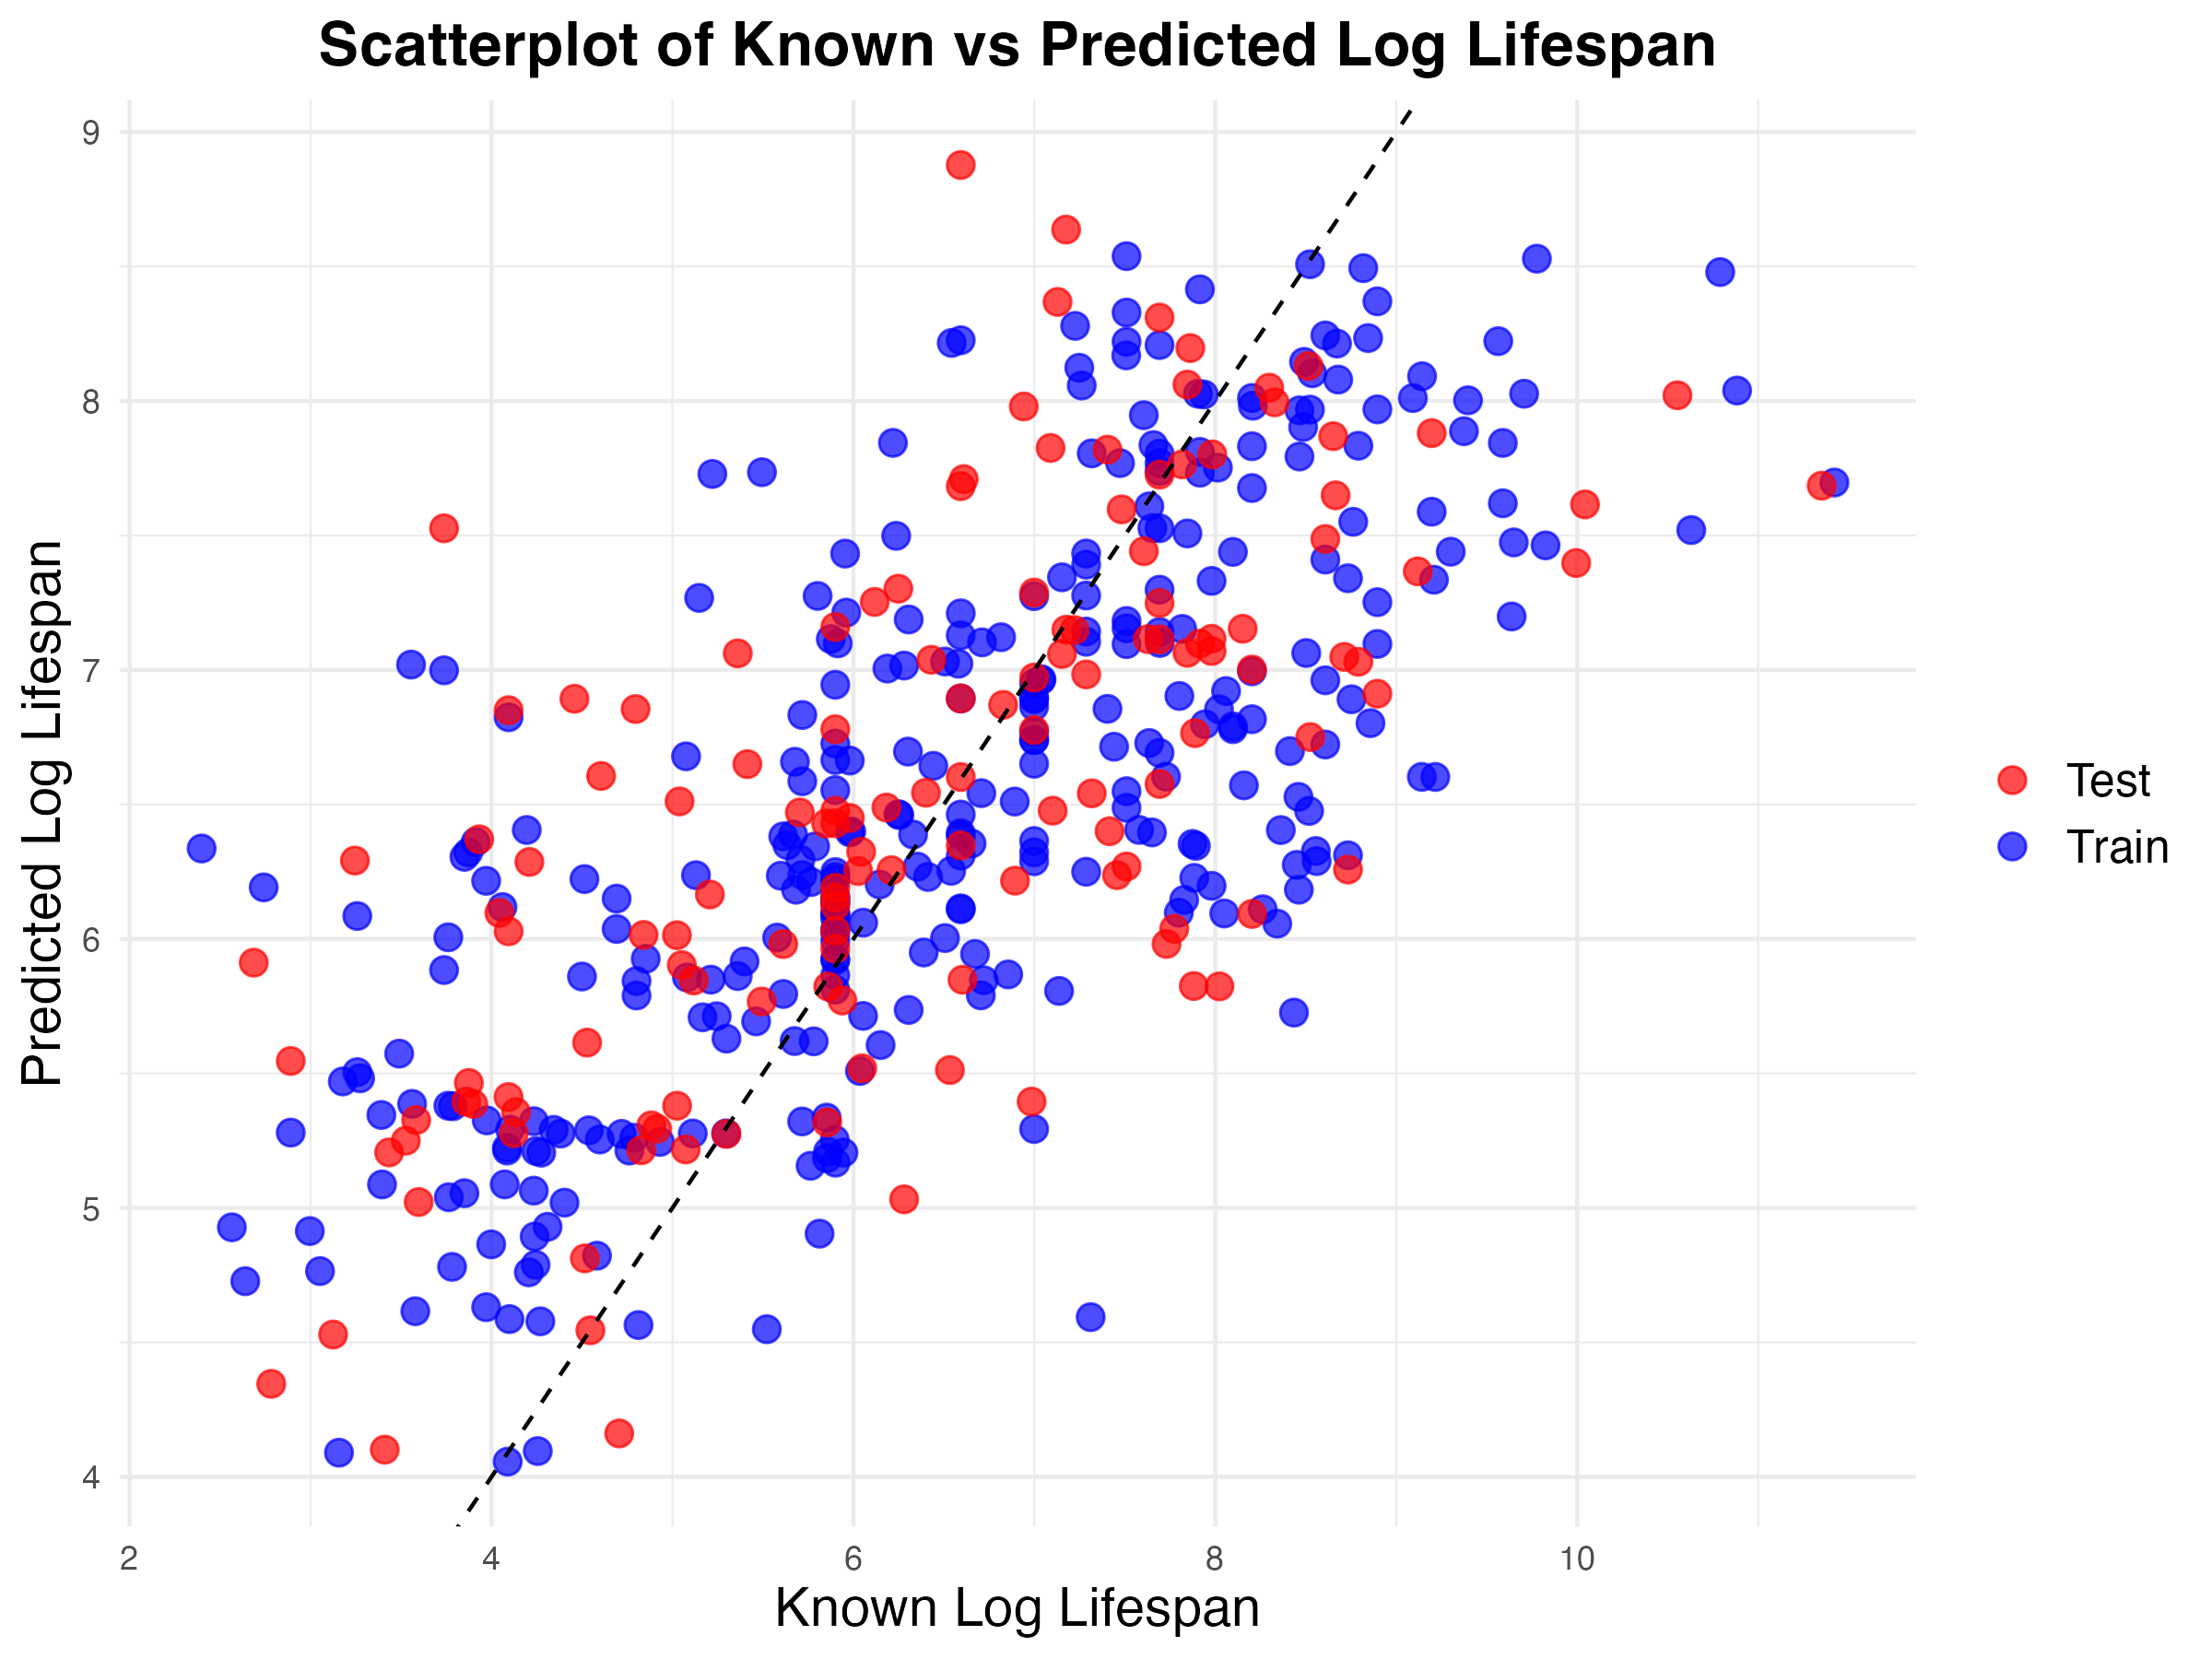 Scatterplot of Known vs Predicted Log Lifespan
9
8
7
6
5
4
Predicted Log Lifespan
2 4 6 8 10
Known Log Lifespan
Test
Train